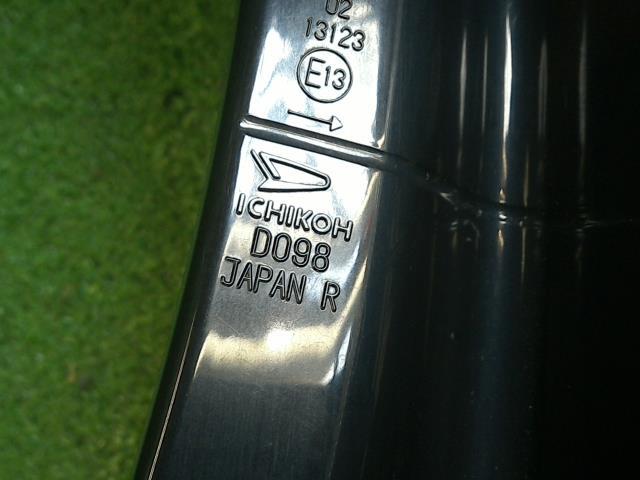 02
13123
E13
ICHIKOH
D098
JAPAN R